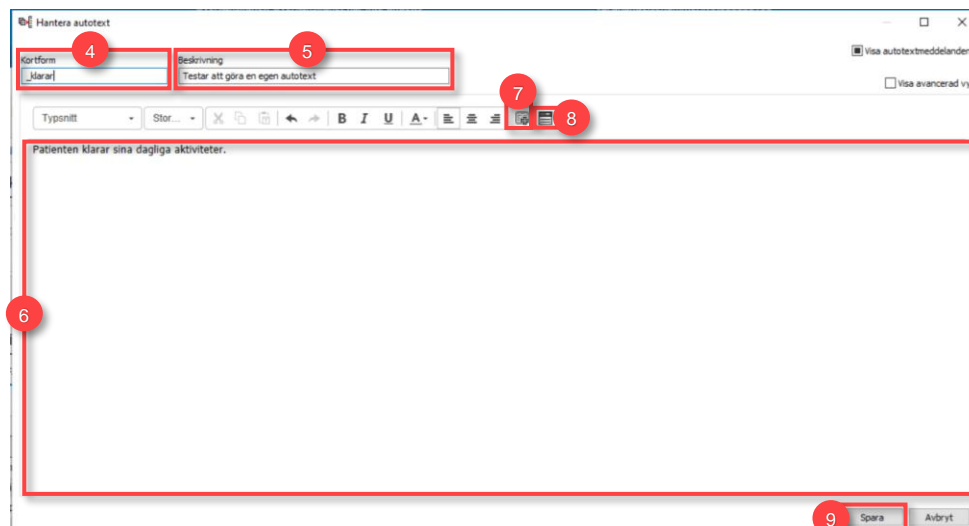 Hantera autotext
4
5
Kortform
Beskrivning
Visa autotextmeddelanden
_klarar
Testar att göra en egen autotext
7
Visa avancerad vy
Typsnitt
Stor...
B I U A
8
Patienten klarar sina dagliga aktiviteter.
6
9
Spara
Avbryt